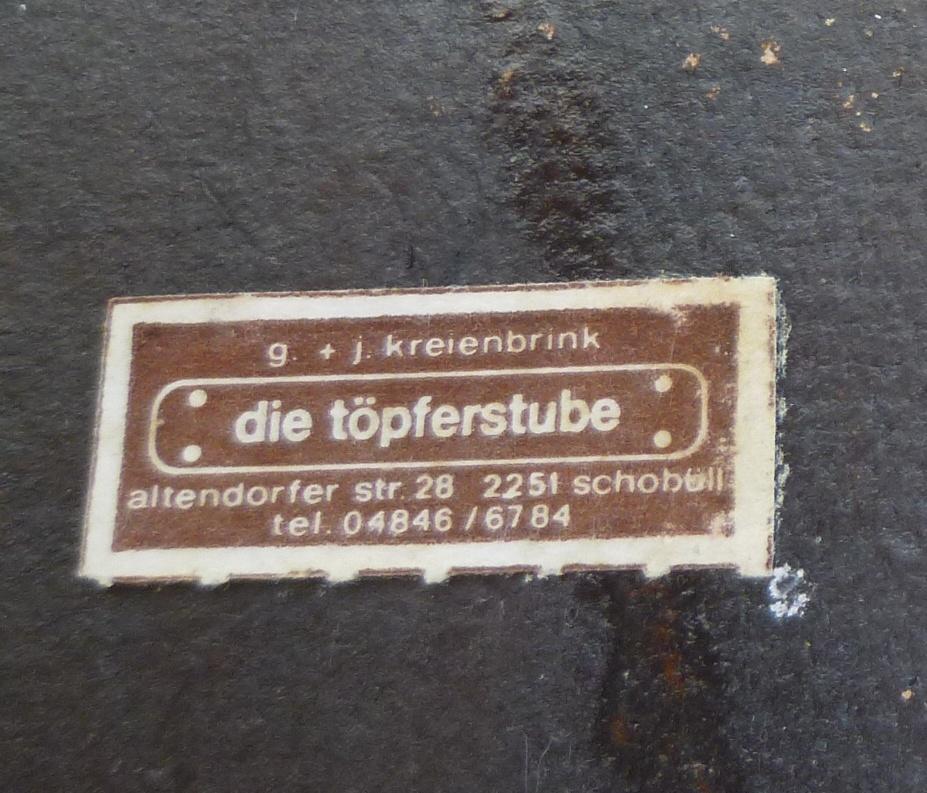 g. + j. kreienbrink
die töpferstube
altendorfer str. 28 2251 schobüll
tel. 04846/6784